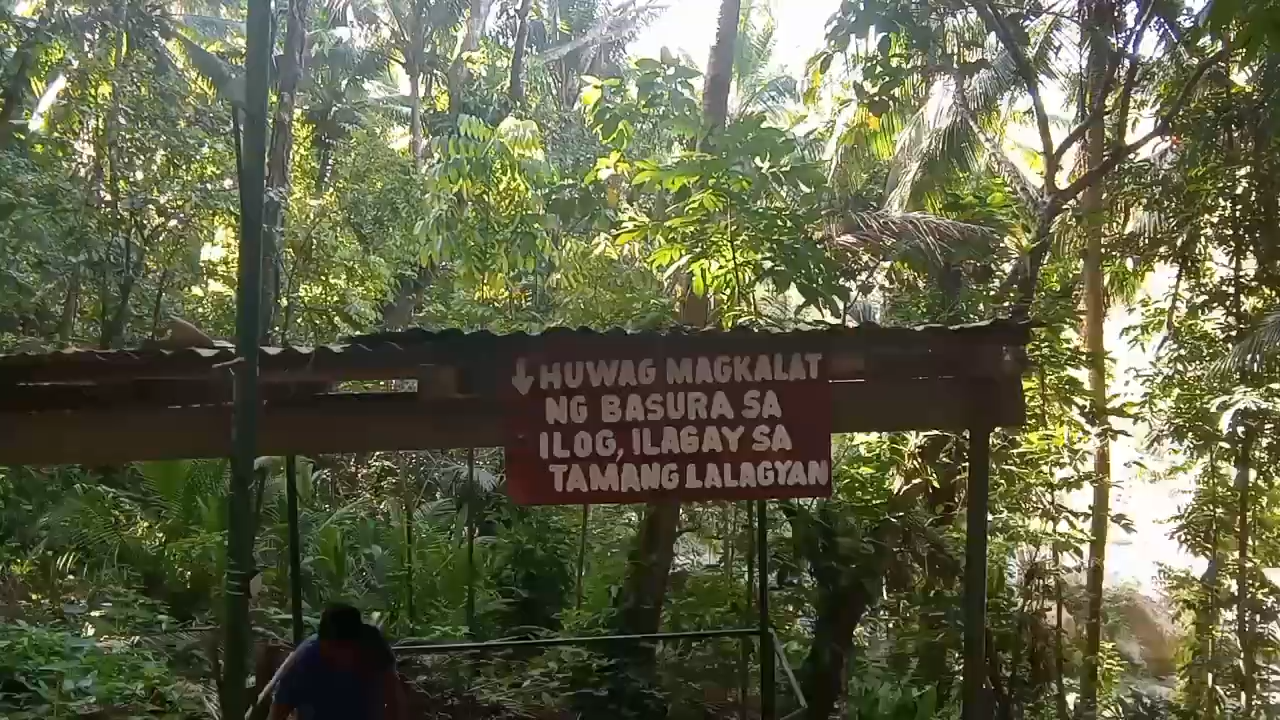 ↓HUWAG MAGKALAT
NG BASURA SA
ILOG, ILAGAY SA
TAMANG LALAGYAN